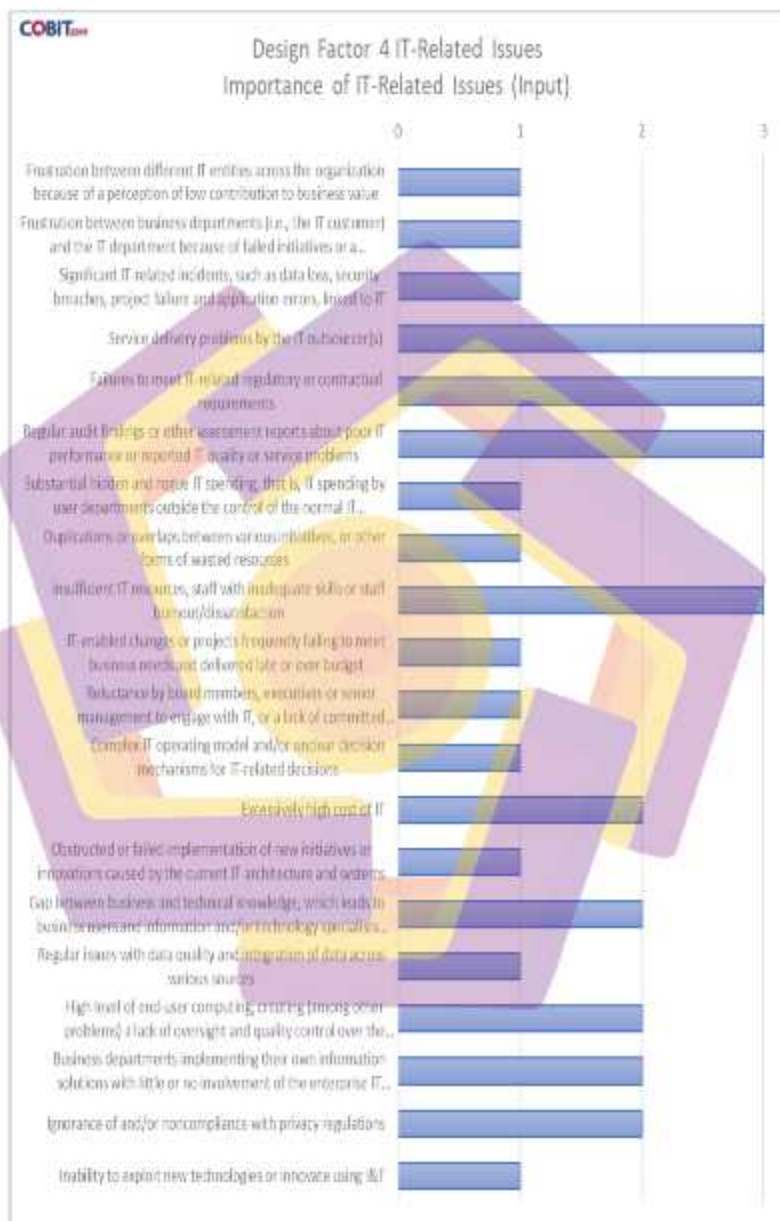 COBIT
Design Factor 4 IT-Related Issues
Importance of IT-Related Issues (Input)
0 1 2 3
Frustration between different IT entities across the organization
because of a perception of low contribution to business value
Frustration between business departments (i.e., the IT customer)
and the IT department because of failed initiatives or a...
Significant IT related incidents, such as data loss, security
breaches, project failure and application errors, linked to IT
Service delivery problems by the IT outsourcer(s)
Failures to meet IT-related regulatory or contractual
requirements
Regular audit findings or other assessment reports about poor IT
performance or reported IT quality or service problems
Substantial hidden and rogue IT spending, that is, IT spending by
user departments outside the control of the normal IT...
Duplications or overlaps between various initiatives, or other
forms of wasted resources
Insufficient IT resources, staff with inadequate skills or staff
burnout/dissatisfaction
IT-enabled changes or projects frequently failing to meet
business needs and delivered late or over budget
Reluctance by board members, executives or senior
management to engage with IT, or a lack of committed...
Complex IT operating model and/or unclear decision
mechanisms for IT-related decisions
Excessively high cost of IT
Obstructed or failed implementation of new initiatives or
innovations caused by the current IT architecture and systems
Gap between business and technical knowledge, which leads to
business users and information and/or technology specialists...
Regular issues with data quality and integration of data across
various sources
High level of end-user computing, creating (among other
problems) a lack of oversight and quality control over the...
Business departments implementing their own information
solutions with little or no involvement of the enterprise IT...
Ignorance of and/or noncompliance with privacy regulations
Inability to exploit new technologies or innovate using I&T